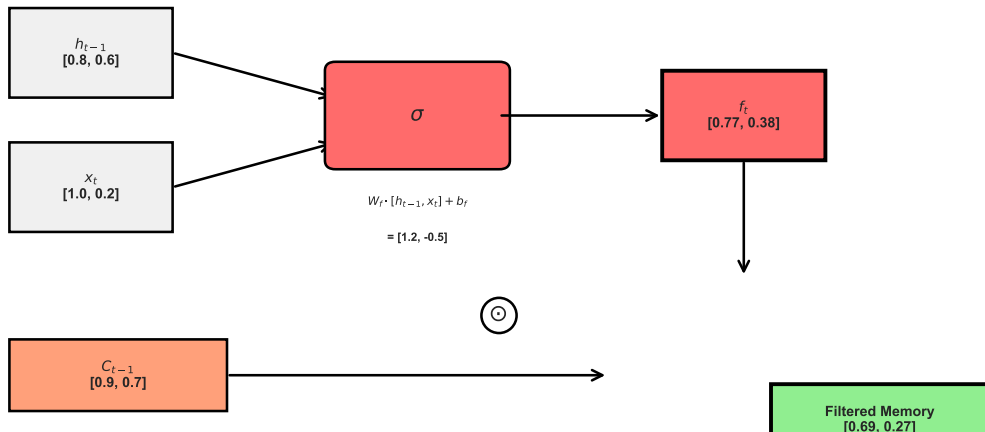 h_{t−1}
[0.8, 0.6]
x_t
[1.0, 0.2]
σ
W_f · [h_{t−1}, x_t] + b_f
= [1.2, -0.5]
f_t
[0.77, 0.38]
⊙
C_{t−1}
[0.9, 0.7]
Filtered Memory
[0.69, 0.27]